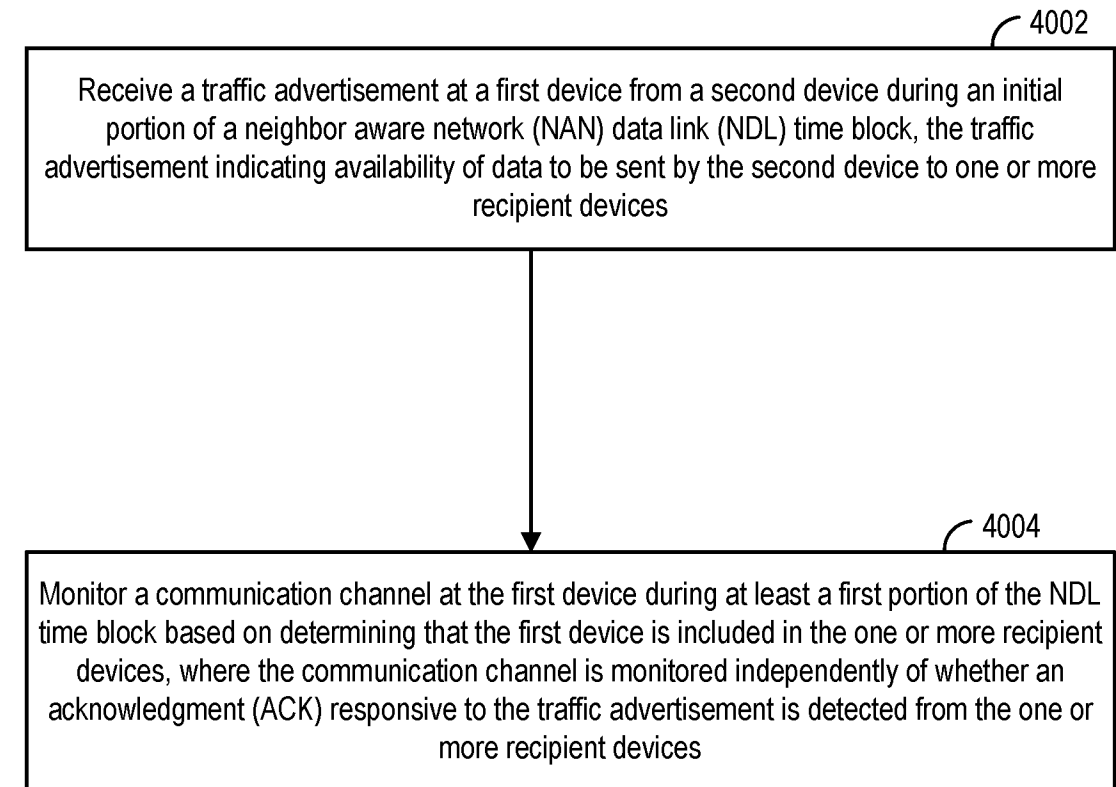 4002
Receive a traffic advertisement at a first device from a second device during an initial
portion of a neighbor aware network (NAN) data link (NDL) time block, the traffic
advertisement indicating availability of data to be sent by the second device to one or more
recipient devices
4004
Monitor a communication channel at the first device during at least a first portion of the NDL
time block based on determining that the first device is included in the one or more recipient
devices, where the communication channel is monitored independently of whether an
acknowledgment (ACK) responsive to the traffic advertisement is detected from the one or
more recipient devices